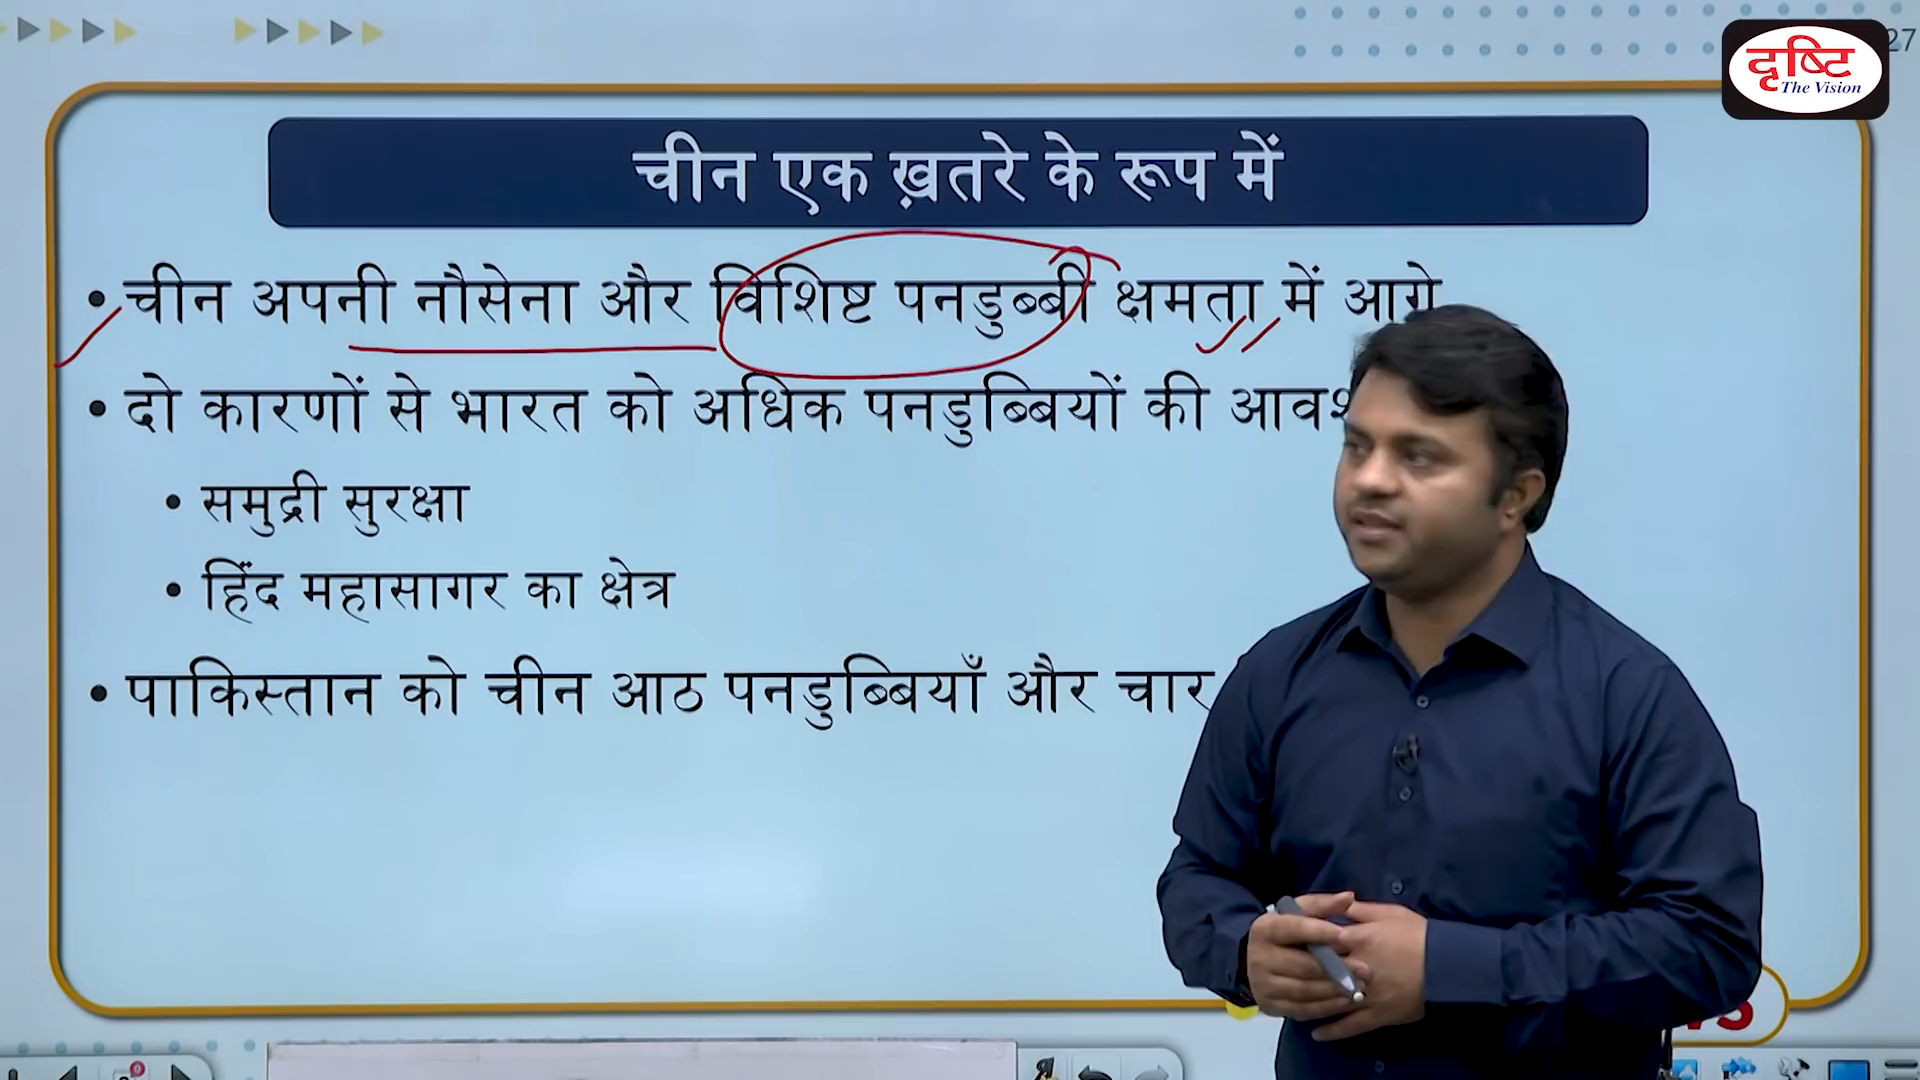 27
दृष्टि
The Vision
चीन एक ख़तरे के रूप में
• चीन अपनी नौसेना और विशिष्ट पनडुब्बी क्षमता में आगे
• दो कारणों से भारत को अधिक पनडुब्बियों की
• समुद्री सुरक्षा
• हिंद महासागर का क्षेत्र
• पाकिस्तान को चीन आठ पनडुब्बियाँ और चार